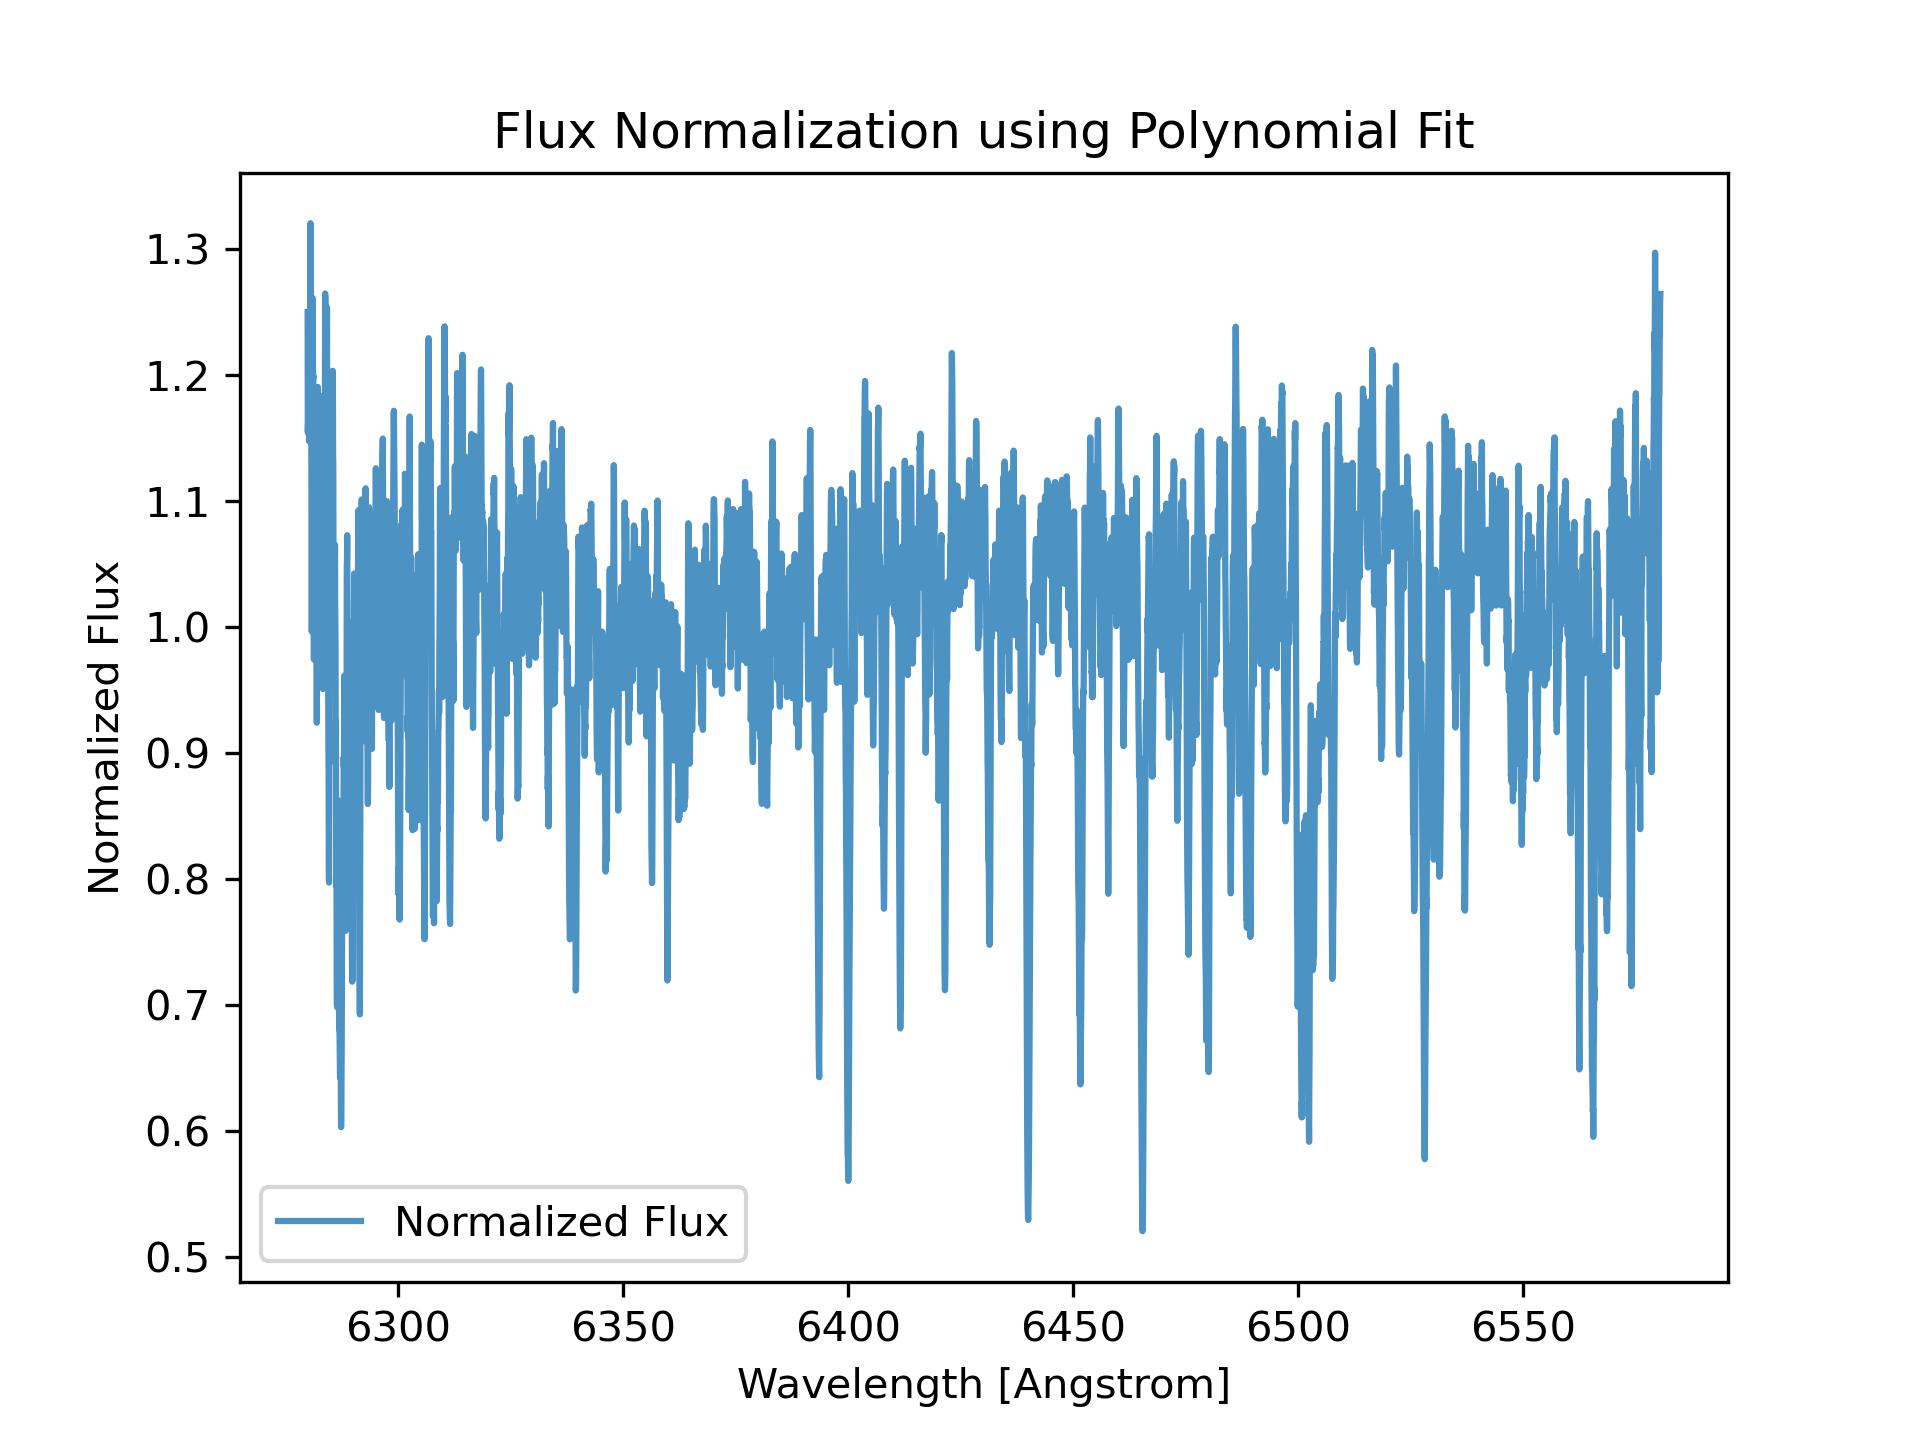 Flux Normalization using Polynomial Fit
1.3
1.2
1.1
1.0
0.9
0.8
0.7
0.6
0.5
Normalized Flux
Normalized Flux
6300 6350 6400 6450 6500 6550
Wavelength [Angstrom]